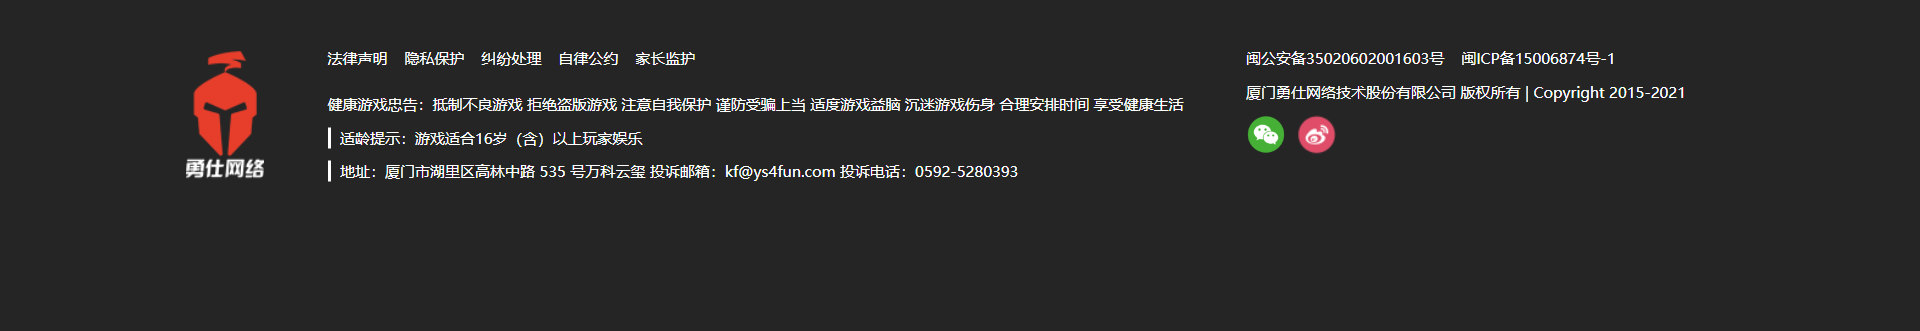 勇仕网络
法律声明 隐私保护 纠纷处理 自律公约 家长监护
健康游戏忠告：抵制不良游戏 拒绝盗版游戏 注意自我保护 谨防受骗上当 适度游戏益脑 沉迷游戏伤身 合理安排时间 享受健康生活
适龄提示：游戏适合16岁（含）以上玩家娱乐
地址：厦门市湖里区高林中路 535 号万科云玺 投诉邮箱：kf@ys4fun.com 投诉电话：0592-5280393
闽公安备35020602001603号 闽ICP备15006874号-1
厦门勇仕网络技术股份有限公司 版权所有 | Copyright 2015-2021